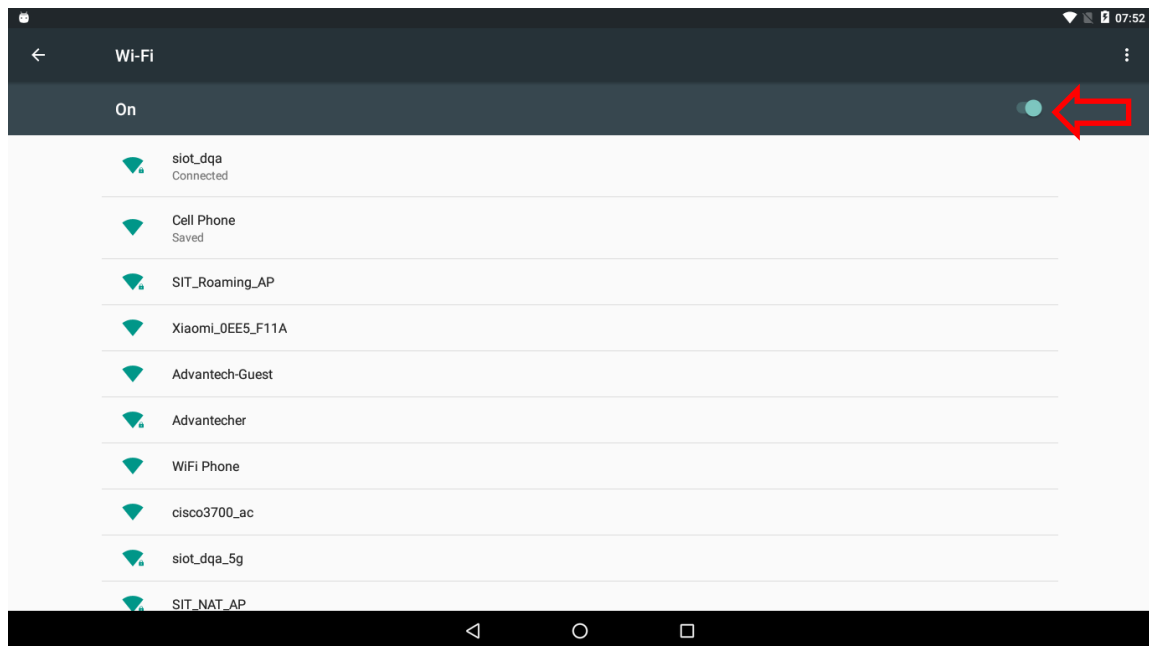 07:52
Wi-Fi
On
siot_dqa
Connected
Cell Phone
Saved
SIT_Roaming_AP
Xiaomi_0EE5_F11A
Advantech-Guest
Advantecher
WiFi Phone
cisco3700_ac
siot_dqa_5g
SIT_NAT_AP